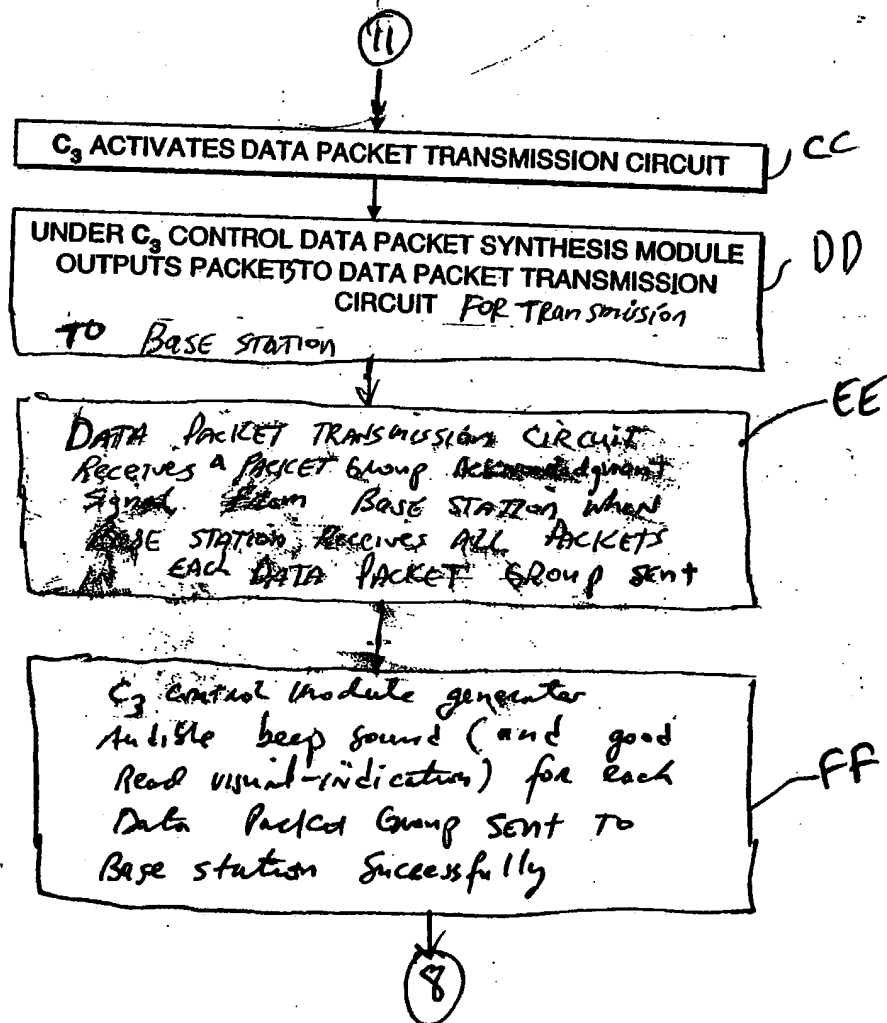 11
C₃ ACTIVATES DATA PACKET TRANSMISSION CIRCUIT
CC
UNDER C₃ CONTROL DATA PACKET SYNTHESIS MODULE
OUTPUTS PACKETS TO DATA PACKET TRANSMISSION
CIRCUIT FOR Transmission
TO BASE STATION
DD
DATA PACKET TRANSMISSION CIRCUIT
Receives A PACKET Group Acknowledgment
Signal From BASE STATION when
BASE STATION Receives ALL PACKETS
EACH DATA PACKET GROUP SENT
EE
C₃ control module generates
Audible beep sound (and good
Read visual-indication) for each
Data Packet Group SENT TO
Base station Successfully
FF
8